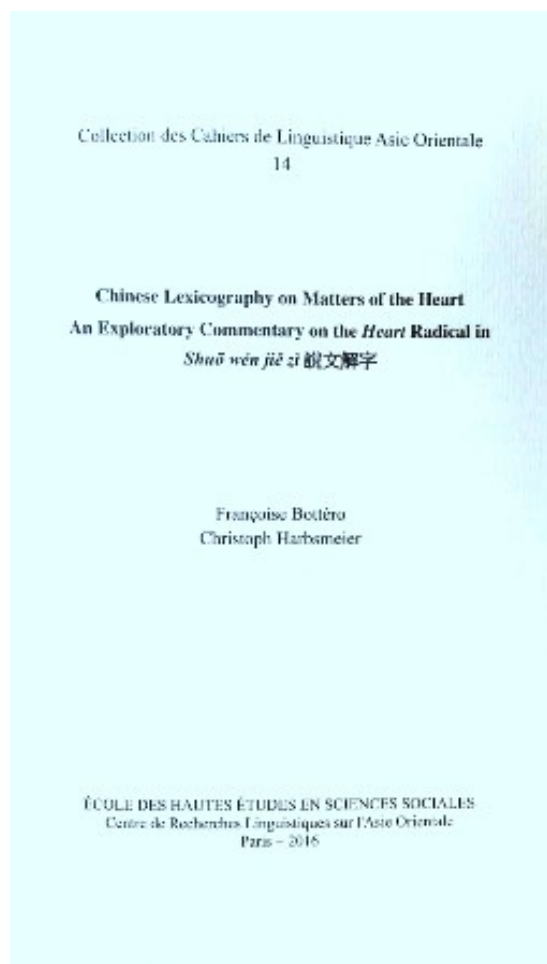 Collection des Cahiers de Linguistique Asie Orientale
14
Chinese Lexicography on Matters of the Heart
An Exploratory Commentary on the Heart Radical in
Shuō wén jiě zì 說文解字
Françoise Bottéro
Christoph Harbsmeier
ÉCOLE DES HAUTES ÉTUDES EN SCIENCES SOCIALES
Centre de Recherches Linguistiques sur l'Asie Orientale
Paris – 2016